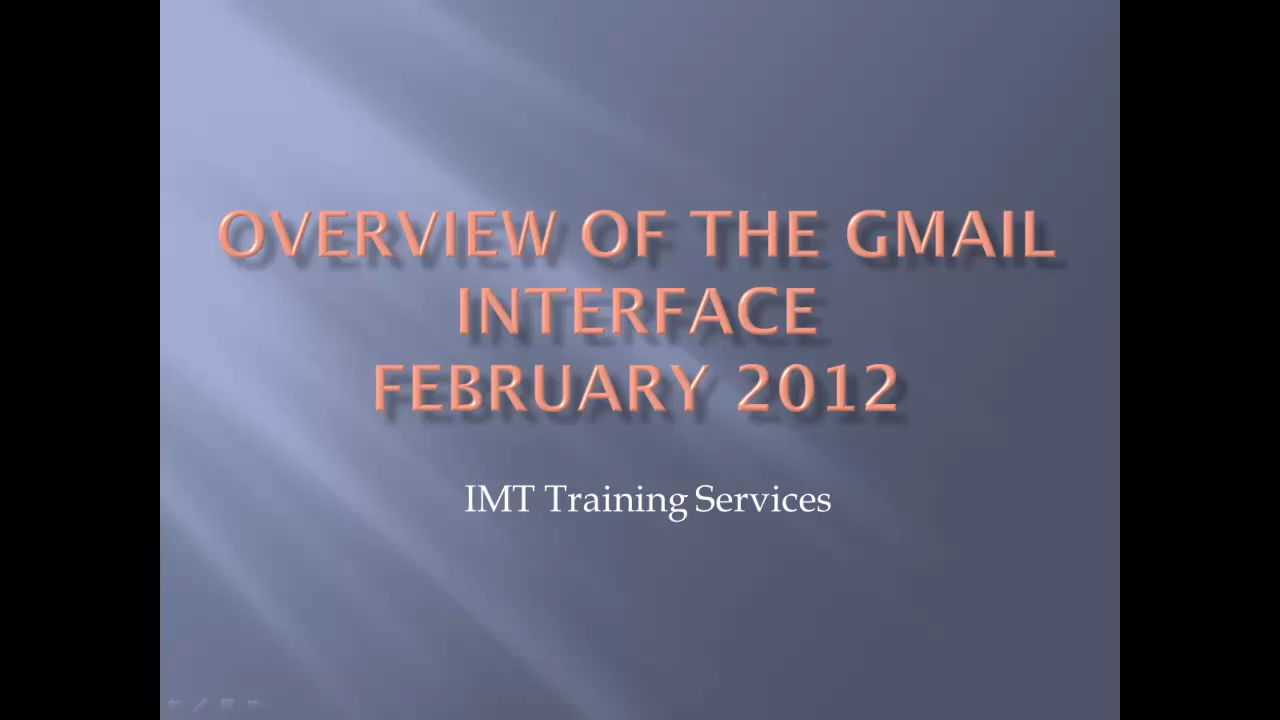 OVERVIEW OF THE GMAIL
INTERFACE
FEBRUARY 2012
IMT Training Services